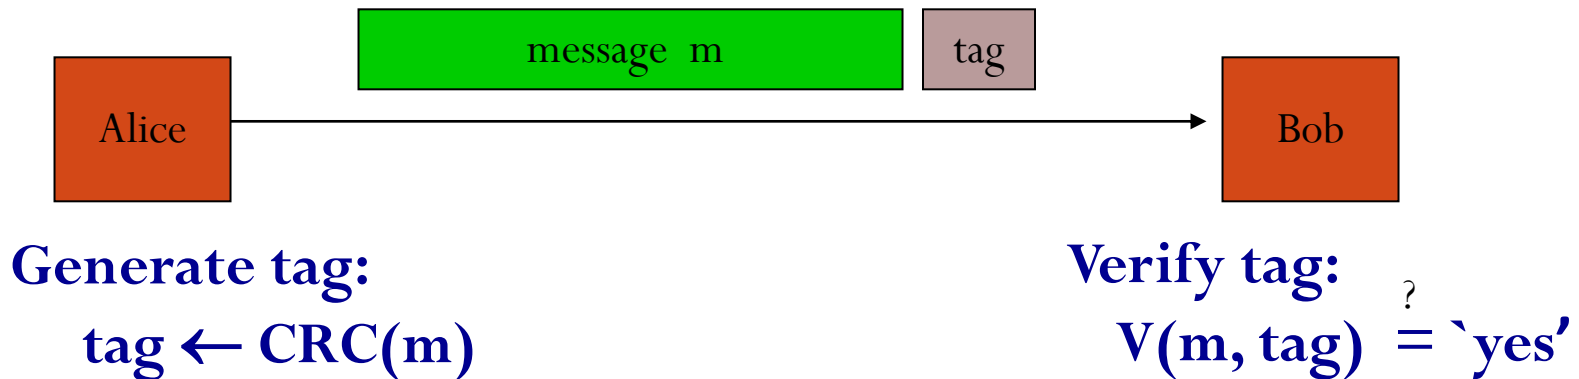 message m
tag
Alice
Bob
Generate tag:
tag ← CRC(m)
Verify tag:
V(m, tag) =? `yes’